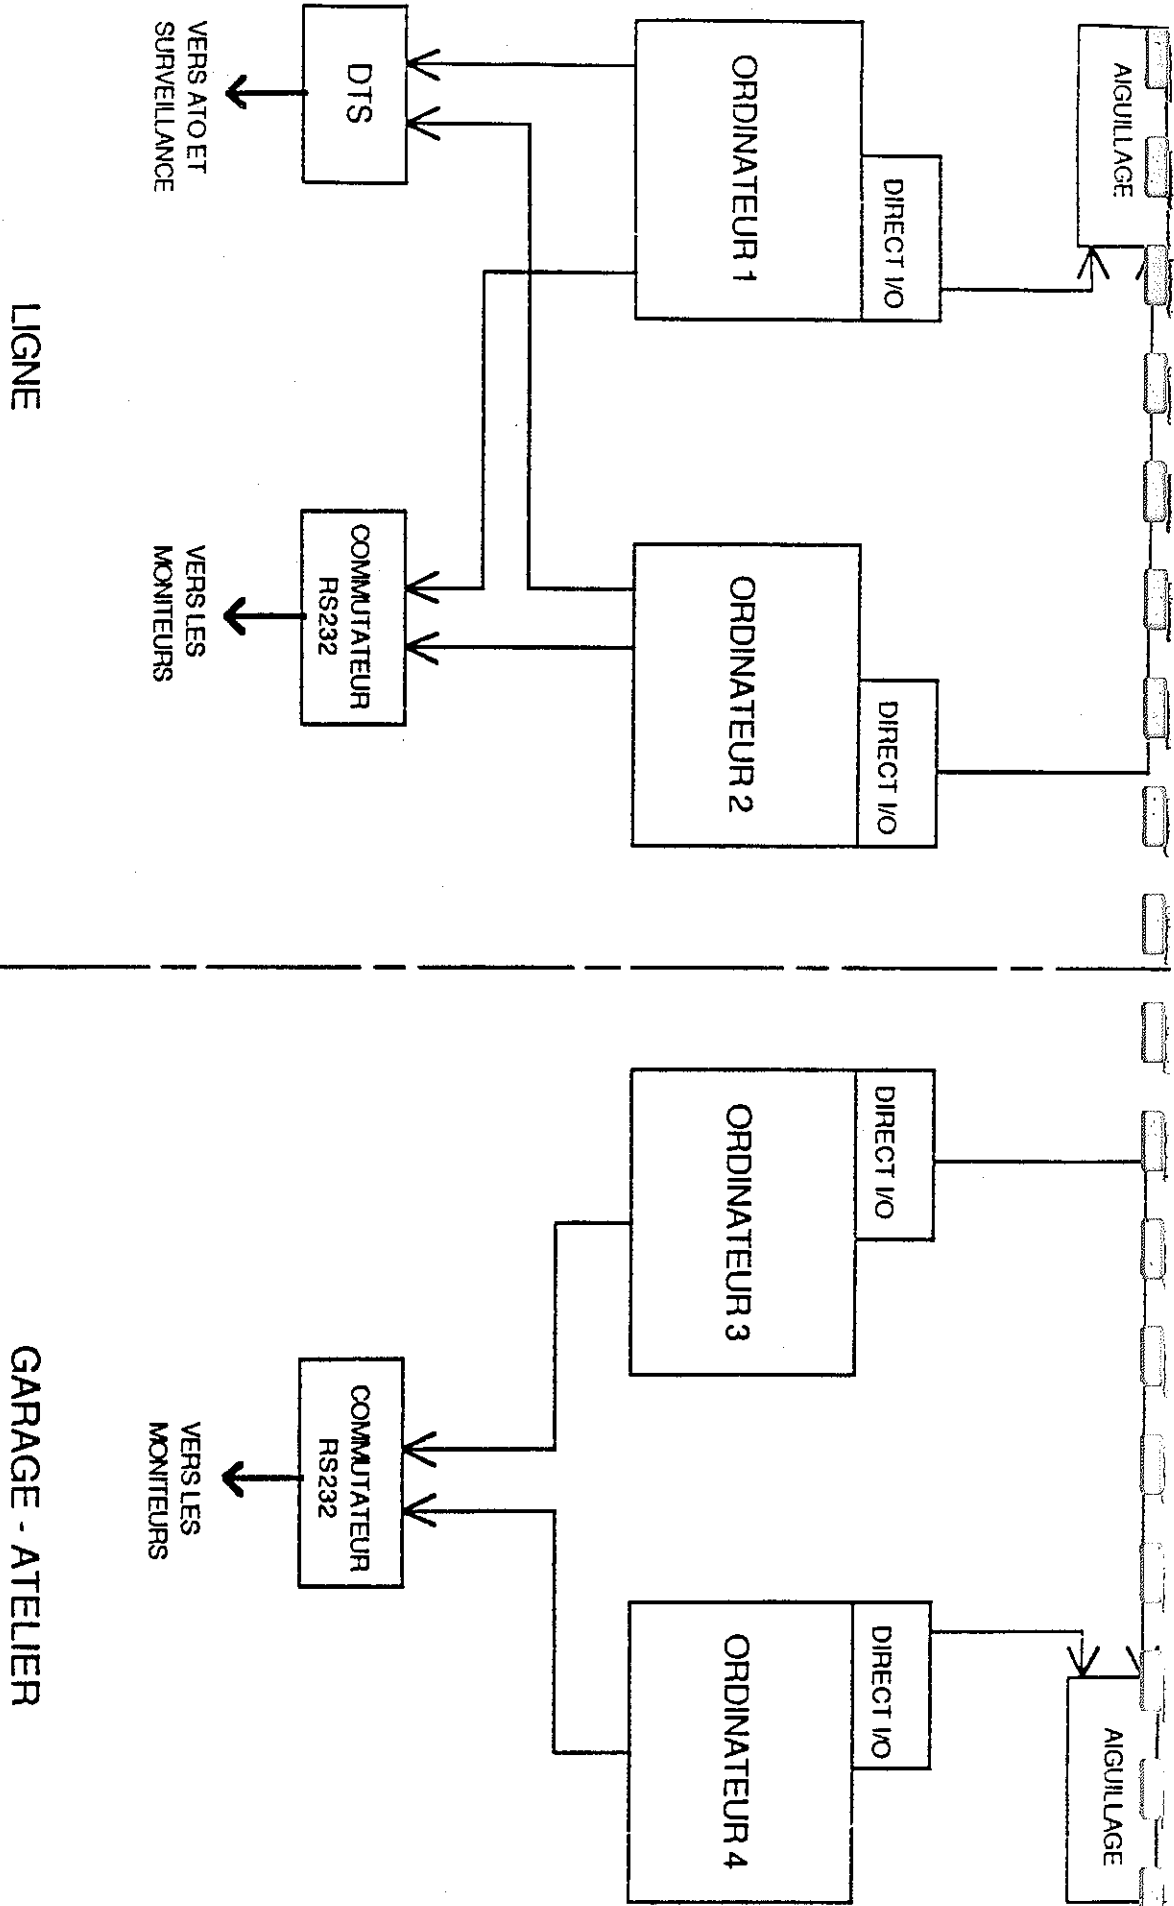 AIGUILLAGE
AIGUILLAGE
DIRECT I/O
DIRECT I/O
DIRECT I/O
DIRECT I/O
ORDINATEUR 1
ORDINATEUR 2
ORDINATEUR 3
ORDINATEUR 4
DTS
COMMUTATEUR
RS232
COMMUTATEUR
RS232
VERS ATO ET
SURVEILLANCE
VERS LES
MONITEURS
VERS LES
MONITEURS
LIGNE
GARAGE - ATELIER